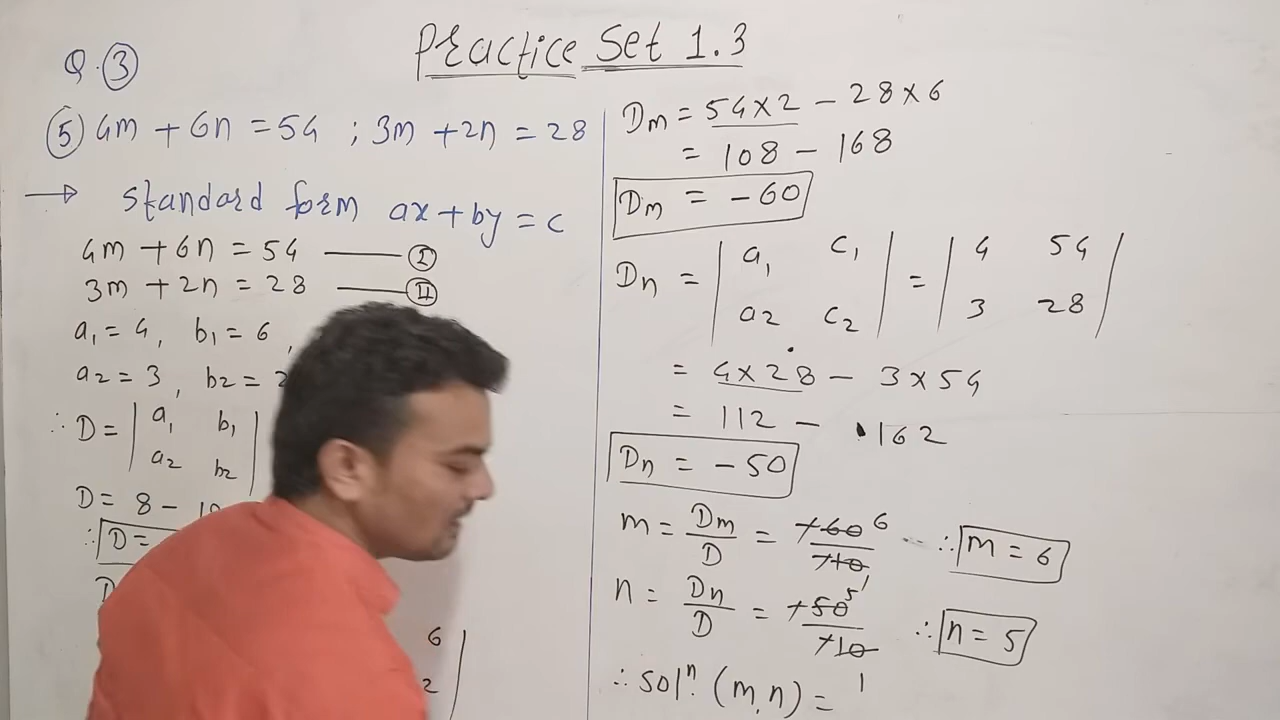 Practice Set 1.3
Q. 3
5 4m + 6n = 54 ; 3m + 2n = 28
→ standard form ax + by = c
4m + 6n = 54 —— I
3m + 2n = 28 —— II
a₁ = 4, b₁ = 6,
a₂ = 3, b₂ = 2
∴ D = | a₁ b₁ |
a₂ b₂
D = 8 –
∴ D =
D
6
2
Dm = 54 × 2 – 28 × 6
= 108 – 168
Dm = –60
Dn = | a₁ c₁ | = | 4 54 |
a₂ c₂ 3 28
= 4 × 28 – 3 × 54
= 112 – 162
Dn = –50
m = Dm/D = –60/–10 6 ∴ m = 6
1
n = Dn/D = –50/–10 5 ∴ n = 5
1
∴ solⁿ. (m, n) =